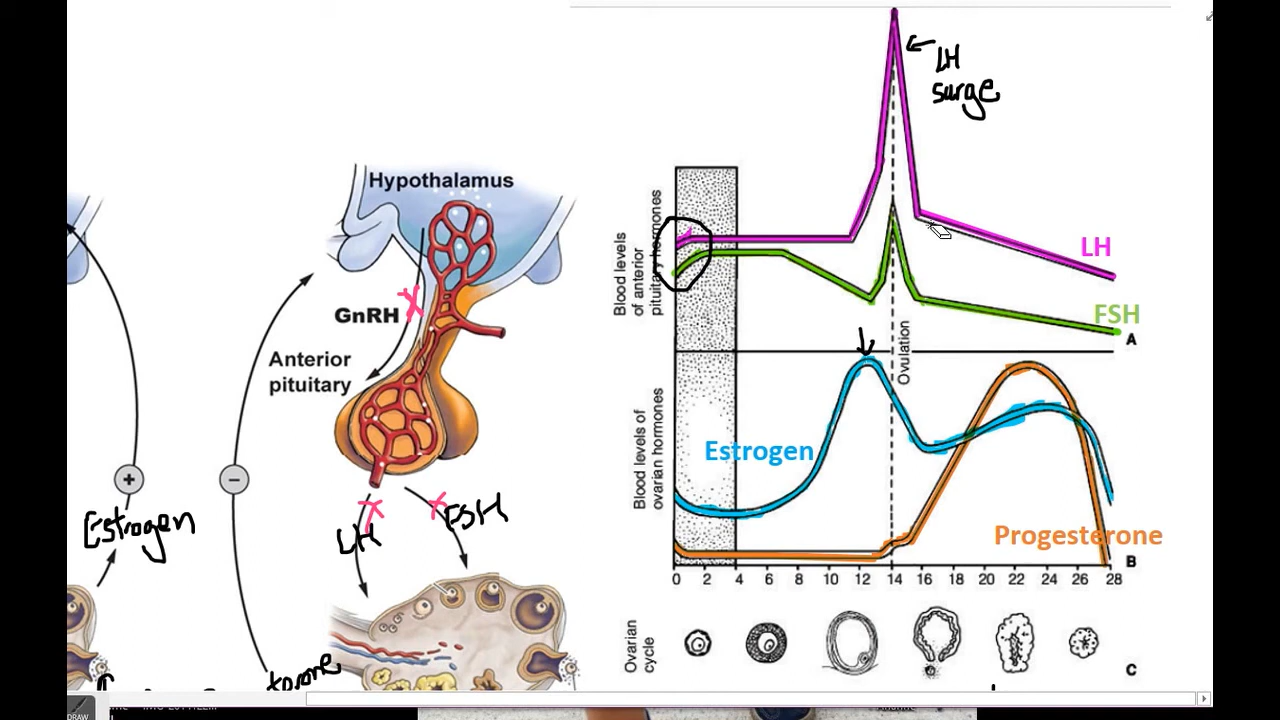 LH
surge
Hypothalamus
GnRH
Anterior
pituitary
+
−
Estrogen
LH
FSH
Blood levels
of anterior
pituitary hormones
LH
FSH
A
Ovulation
Blood levels of
ovarian hormones
Estrogen
Progesterone
B
0 2 4 6 8 10 12 14 16 18 20 22 24 26 28
Ovarian
cycle
C
DRAW